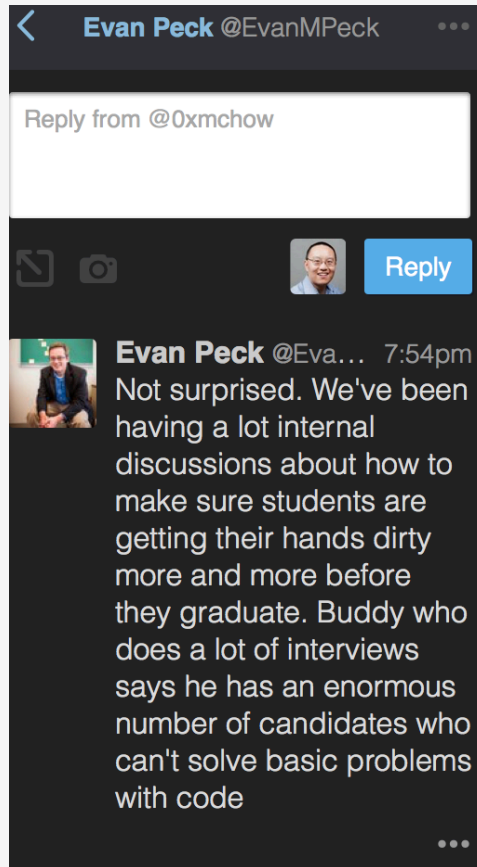 Evan Peck @EvanMPeck
Reply from @0xmchow
Reply
Evan Peck @Eva... 7:54pm
Not surprised. We've been
having a lot internal
discussions about how to
make sure students are
getting their hands dirty
more and more before
they graduate. Buddy who
does a lot of interviews
says he has an enormous
number of candidates who
can't solve basic problems
with code